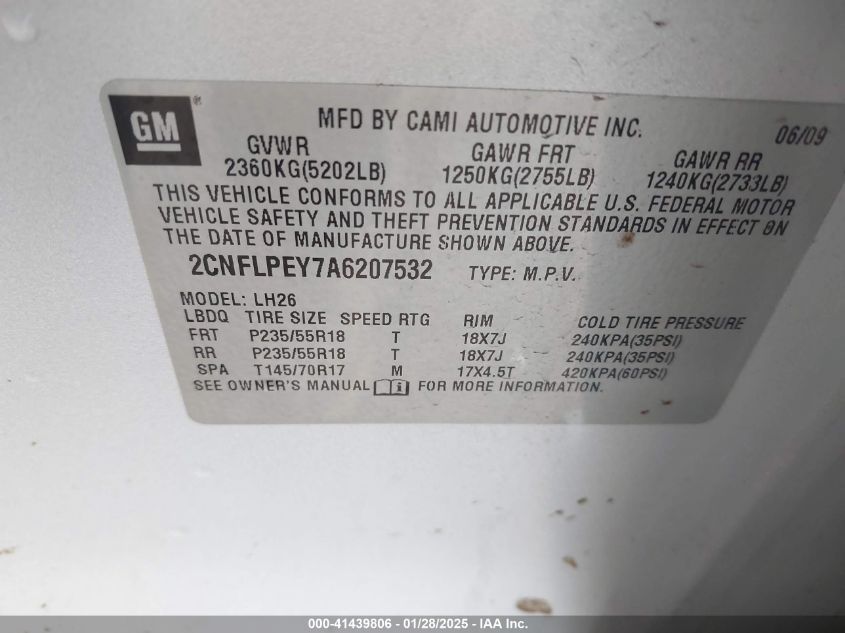 GM®
MFD BY CAMI AUTOMOTIVE INC.
06/09
GVWR GAWR FRT GAWR RR
2360KG(5202LB) 1250KG(2755LB) 1240KG(2733LB)
THIS VEHICLE CONFORMS TO ALL APPLICABLE U.S. FEDERAL MOTOR
VEHICLE SAFETY AND THEFT PREVENTION STANDARDS IN EFFECT ON
THE DATE OF MANUFACTURE SHOWN ABOVE.
2CNFLPEY7A6207532 TYPE: M.P.V.
MODEL: LH26
LBDQ TIRE SIZE SPEED RTG RIM COLD TIRE PRESSURE
FRT P235/55R18 T 18X7J 240KPA(35PSI)
RR P235/55R18 T 18X7J 240KPA(35PSI)
SPA T145/70R17 M 17X4.5T 420KPA(60PSI)
SEE OWNER'S MANUAL i FOR MORE INFORMATION.
000-41439806 - 01/28/2025 - IAA Inc.